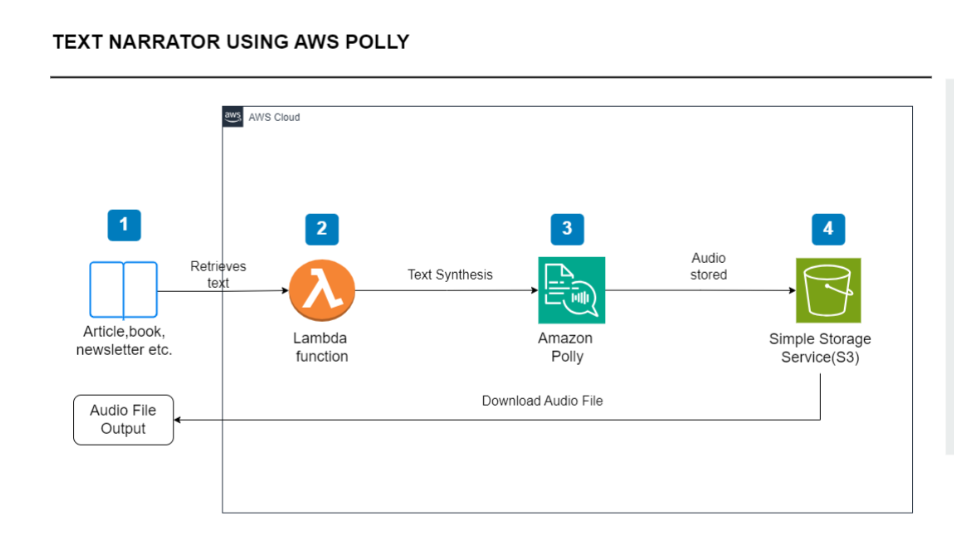 TEXT NARRATOR USING AWS POLLY
aws
AWS Cloud
1
2
3
4
Retrieves
text
Text Synthesis
Audio
stored
Article,book,
newsletter etc.
Lambda
function
Amazon
Polly
Simple Storage
Service(S3)
Download Audio File
Audio File
Output